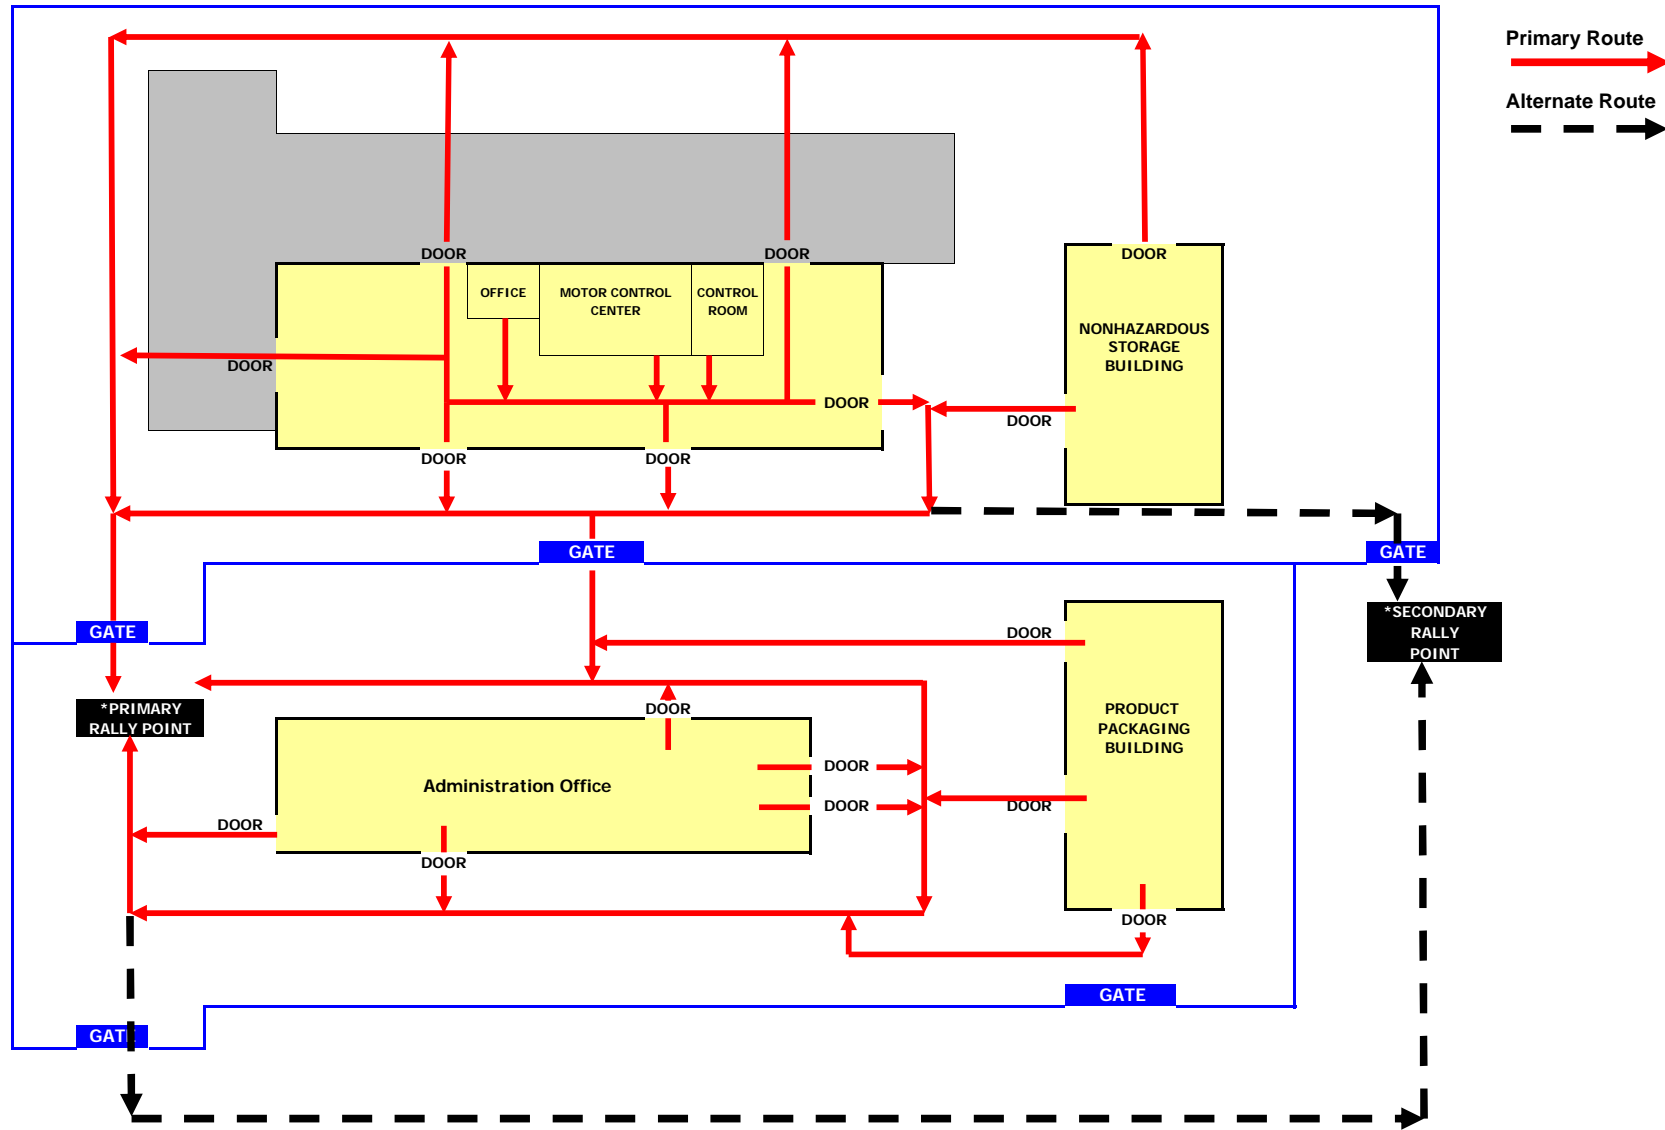 Primary Route
Alternate Route
DOOR
DOOR
DOOR
OFFICE
MOTOR CONTROL
CENTER
CONTROL
ROOM
NONHAZARDOUS
STORAGE
BUILDING
DOOR
DOOR
DOOR
DOOR
DOOR
GATE
GATE
*SECONDARY
RALLY
POINT
GATE
DOOR
*PRIMARY
RALLY POINT
DOOR
PRODUCT
PACKAGING
BUILDING
DOOR
Administration Office
DOOR
DOOR
DOOR
DOOR
DOOR
GATE
GATE